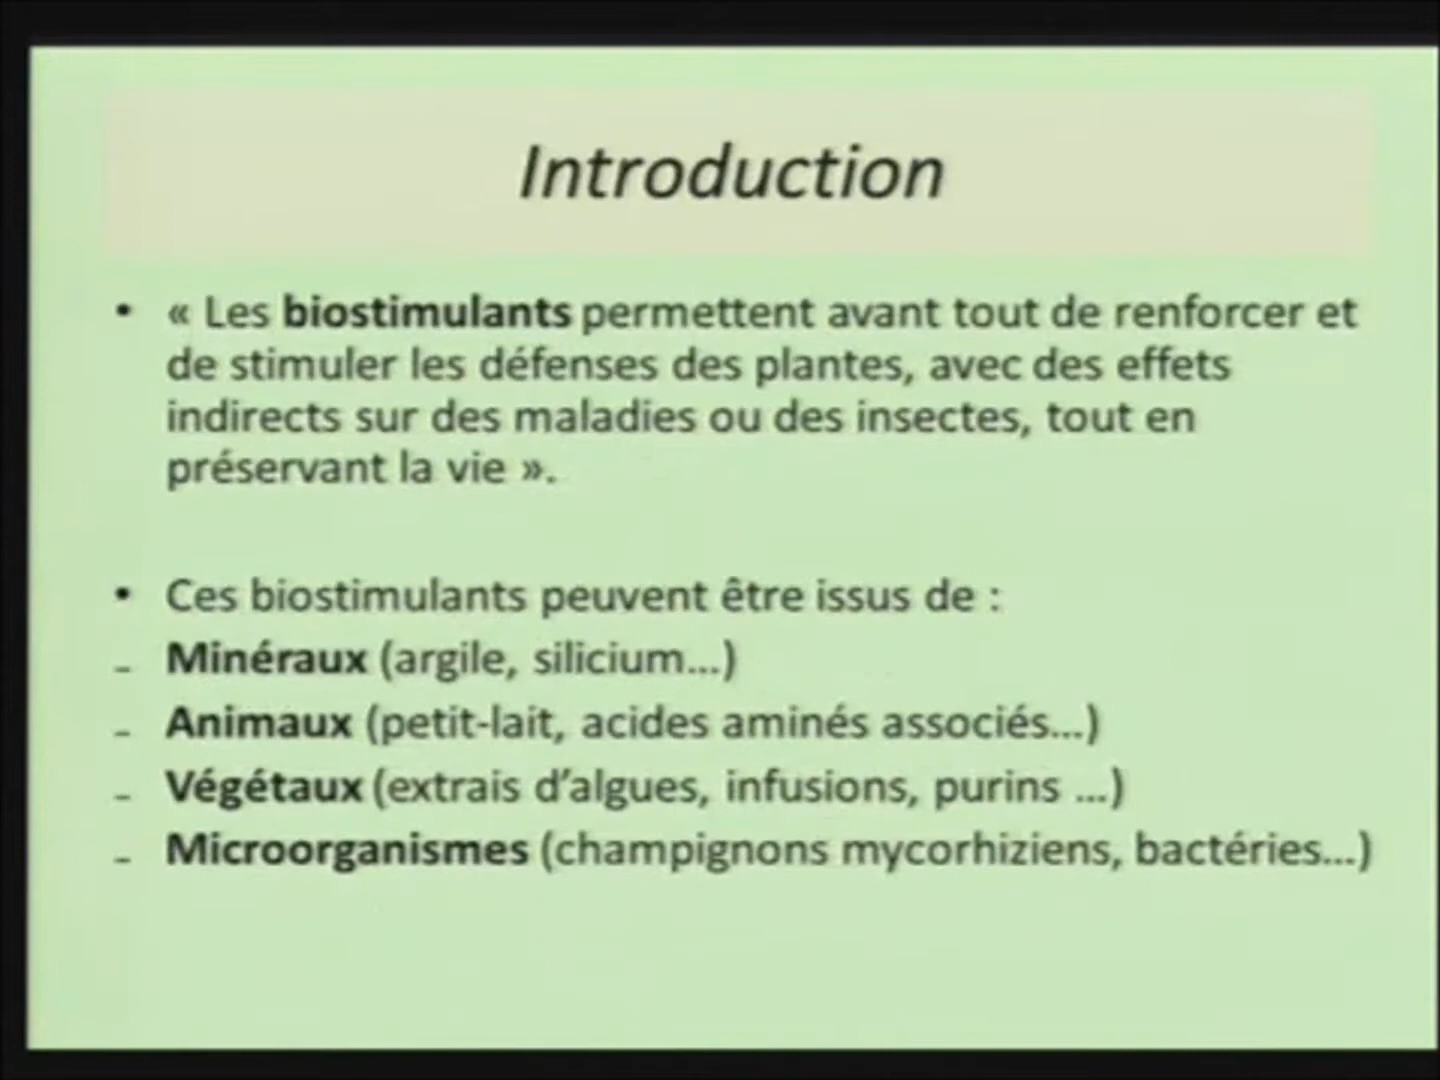 Introduction
• « Les biostimulants permettent avant tout de renforcer et
de stimuler les défenses des plantes, avec des effets
indirects sur des maladies ou des insectes, tout en
préservant la vie ».
• Ces biostimulants peuvent être issus de :
- Minéraux (argile, silicium...)
- Animaux (petit-lait, acides aminés associés...)
- Végétaux (extrais d'algues, infusions, purins ...)
- Microorganismes (champignons mycorhiziens, bactéries...)